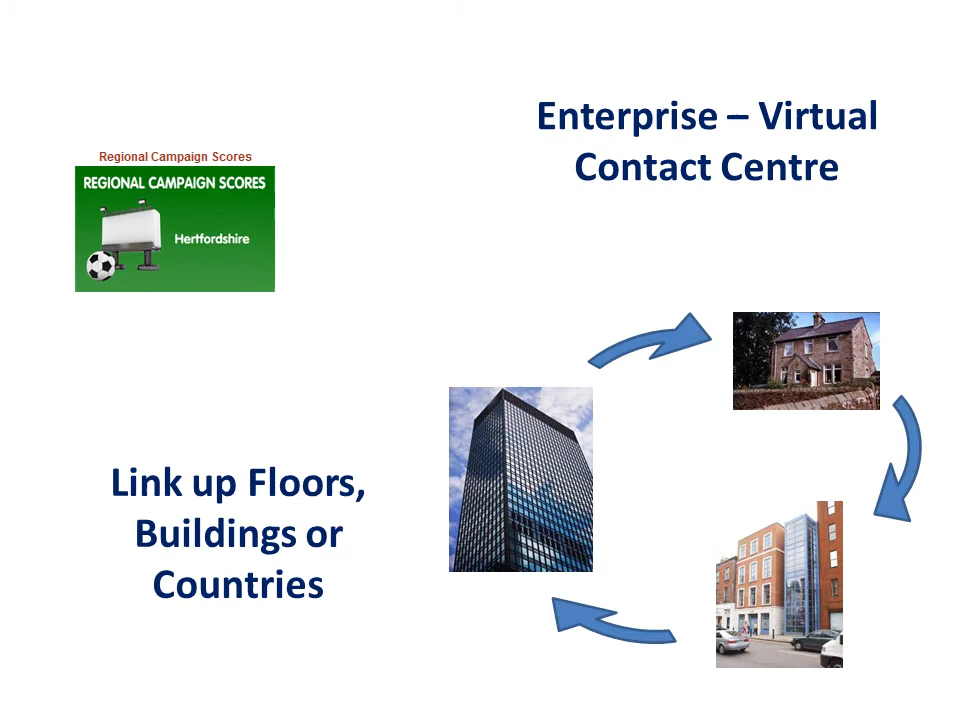 Enterprise – Virtual
Contact Centre
Regional Campaign Scores
REGIONAL CAMPAIGN SCORES
Hertfordshire
Link up Floors,
Buildings or
Countries